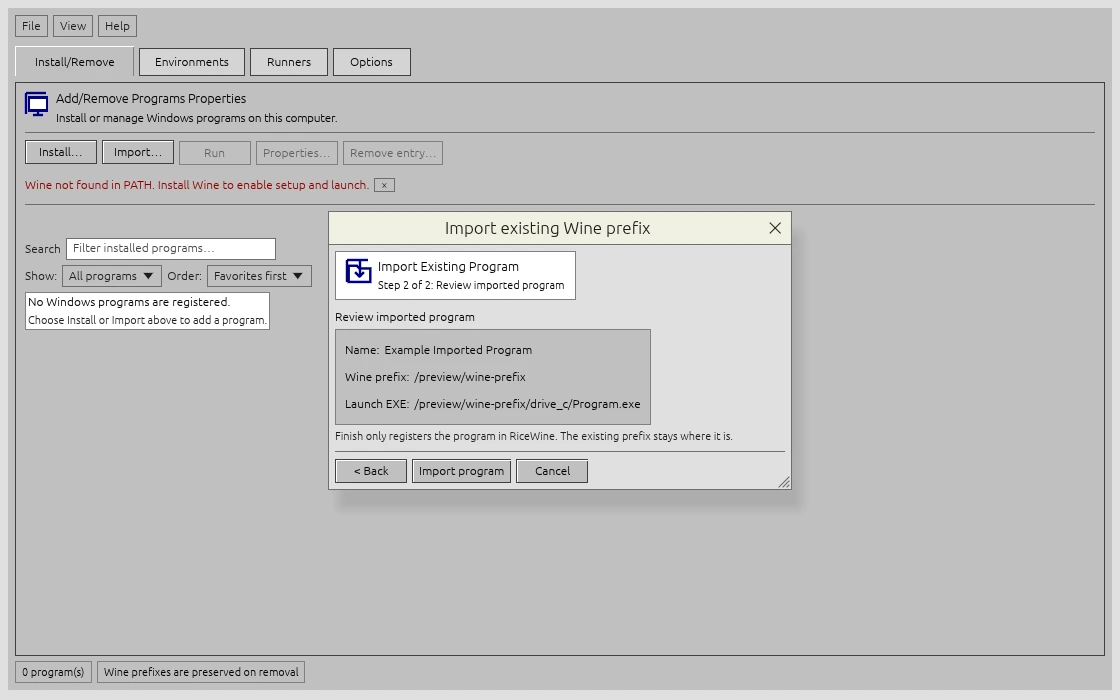 File View Help
Install/Remove Environments Runners Options
Add/Remove Programs Properties
Install or manage Windows programs on this computer.
Install... Import... Run Properties... Remove entry...
Wine not found in PATH. Install Wine to enable setup and launch. x
Search Filter installed programs...
Show: All programs Order: Favorites first
No Windows programs are registered.
Choose Install or Import above to add a program.
Import existing Wine prefix
Import Existing Program
Step 2 of 2: Review imported program
Review imported program
Name: Example Imported Program
Wine prefix: /preview/wine-prefix
Launch EXE: /preview/wine-prefix/drive_c/Program.exe
Finish only registers the program in RiceWine. The existing prefix stays where it is.
< Back Import program Cancel
0 program(s) Wine prefixes are preserved on removal